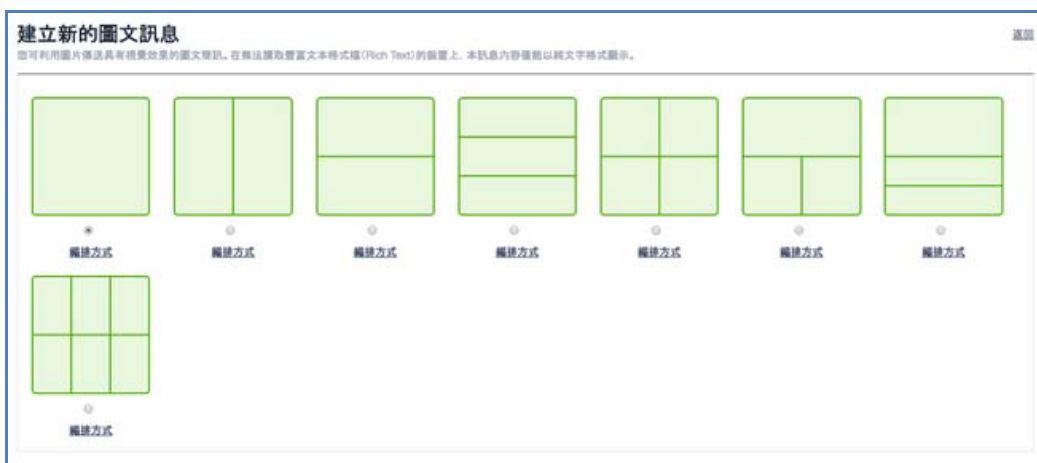 建立新的圖文訊息
返回
您可利用圖片傳送具有視覺效果的圖文簡訊。在無法讀取豐富文本格式檔(Rich Text)的裝置上，本訊息內容僅能以純文字格式顯示。
編排方式 編排方式 編排方式 編排方式 編排方式 編排方式 編排方式
編排方式